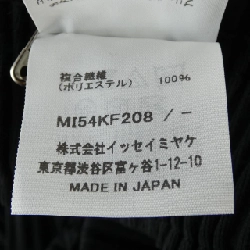 複合繊維
(ポリエステル) 100%
MI54KF208 / -
株式会社イッセイミヤケ
東京都渋谷区富ヶ谷1-12-10
MADE IN JAPAN